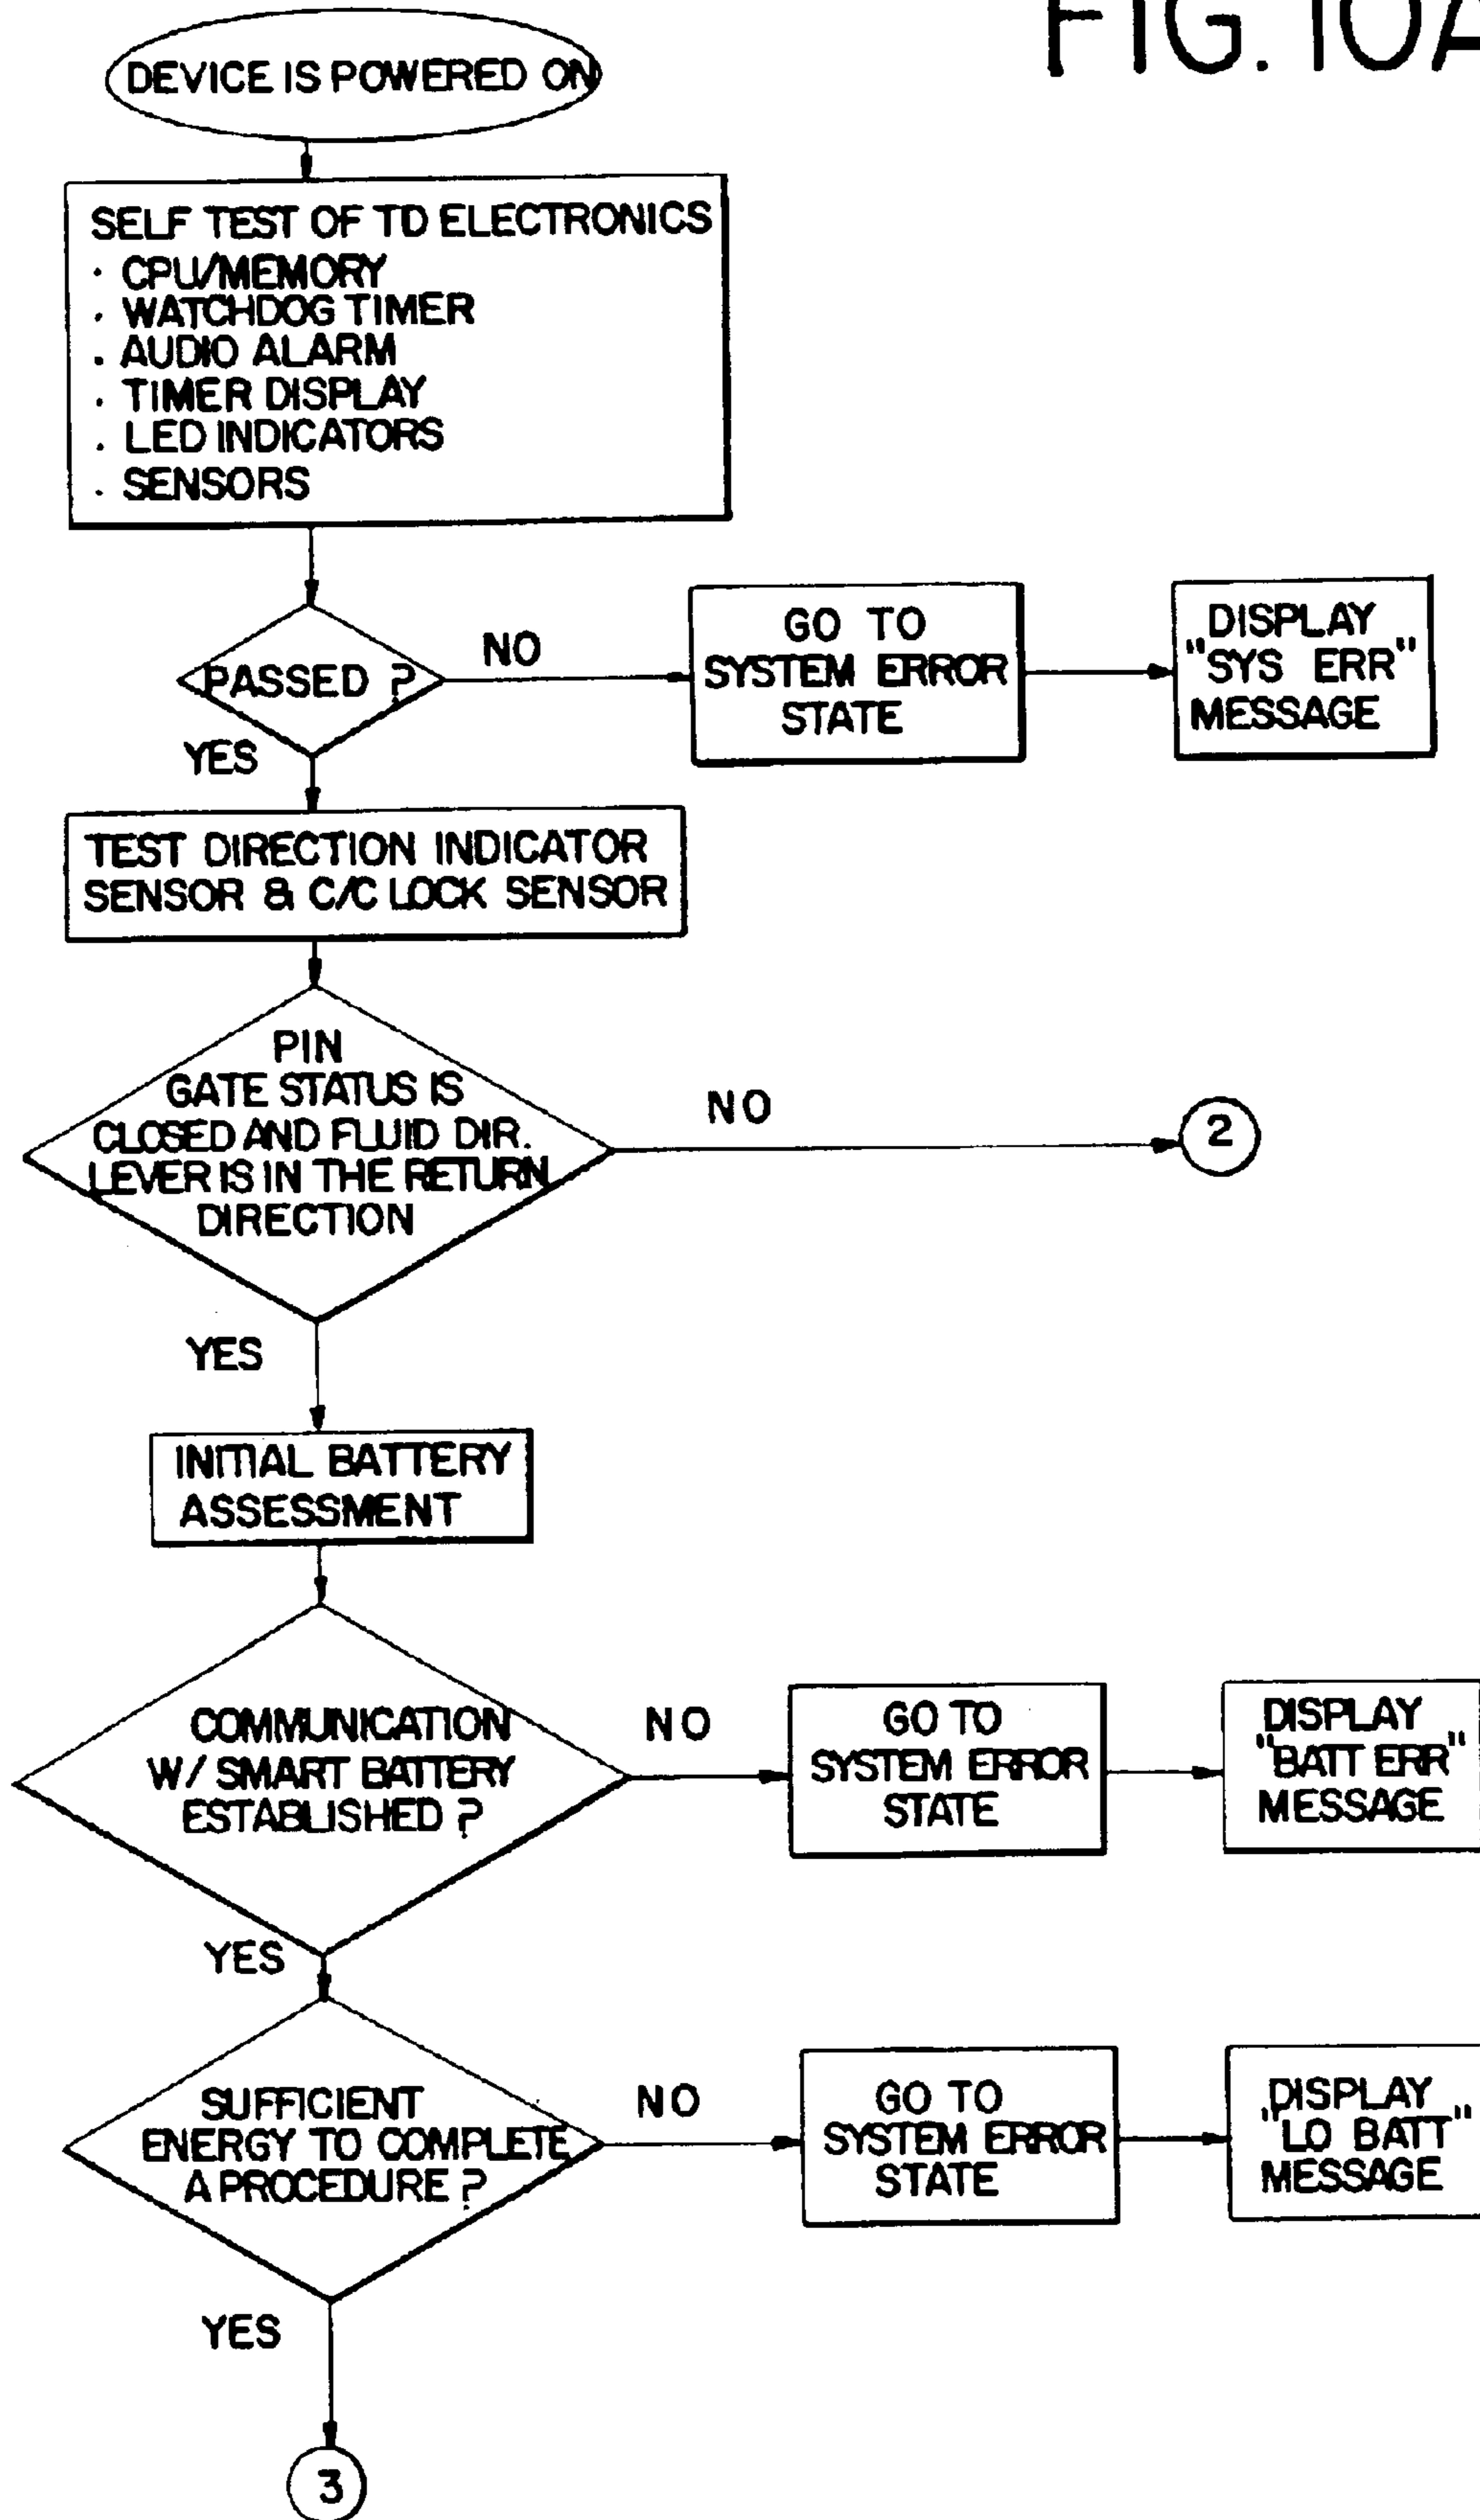 FIG. 10A
DEVICE IS POWERED ON
SELF TEST OF TD ELECTRONICS
. CPU/MEMORY
. WATCHDOG TIMER
. AUDIO ALARM
. TIMER DISPLAY
. LED INDICATORS
. SENSORS
PASSED ?
NO
GO TO
SYSTEM ERROR
STATE
DISPLAY
"SYS ERR"
MESSAGE
YES
TEST DIRECTION INDICATOR
SENSOR & C/C LOCK SENSOR
PIN
GATE STATUS IS
CLOSED AND FLUID DIR.
LEVER IS IN THE RETURN
DIRECTION
NO
2
YES
INITIAL BATTERY
ASSESSMENT
COMMUNICATION
W/ SMART BATTERY
ESTABLISHED ?
NO
GO TO
SYSTEM ERROR
STATE
DISPLAY
"BATT ERR"
MESSAGE
YES
SUFFICIENT
ENERGY TO COMPLETE
A PROCEDURE ?
NO
GO TO
SYSTEM ERROR
STATE
DISPLAY
"LO BATT"
MESSAGE
YES
3